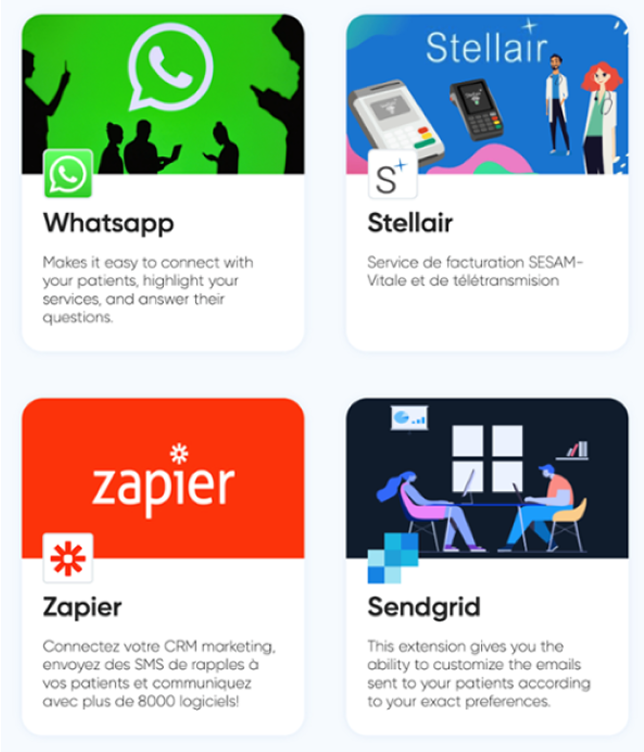 Stellair
S
Whatsapp
Makes it easy to connect with
your patients, highlight your
services, and answer their
questions.
Stellair
Service de facturation SESAM-
Vitale et de télétransmision
zapier
Zapier
Connectez votre CRM marketing,
envoyez des SMS de rapples à
vos patients et communiquez
avec plus de 8000 logiciels!
Sendgrid
This extension gives you the
ability to customize the emails
sent to your patients according
to your exact preferences.